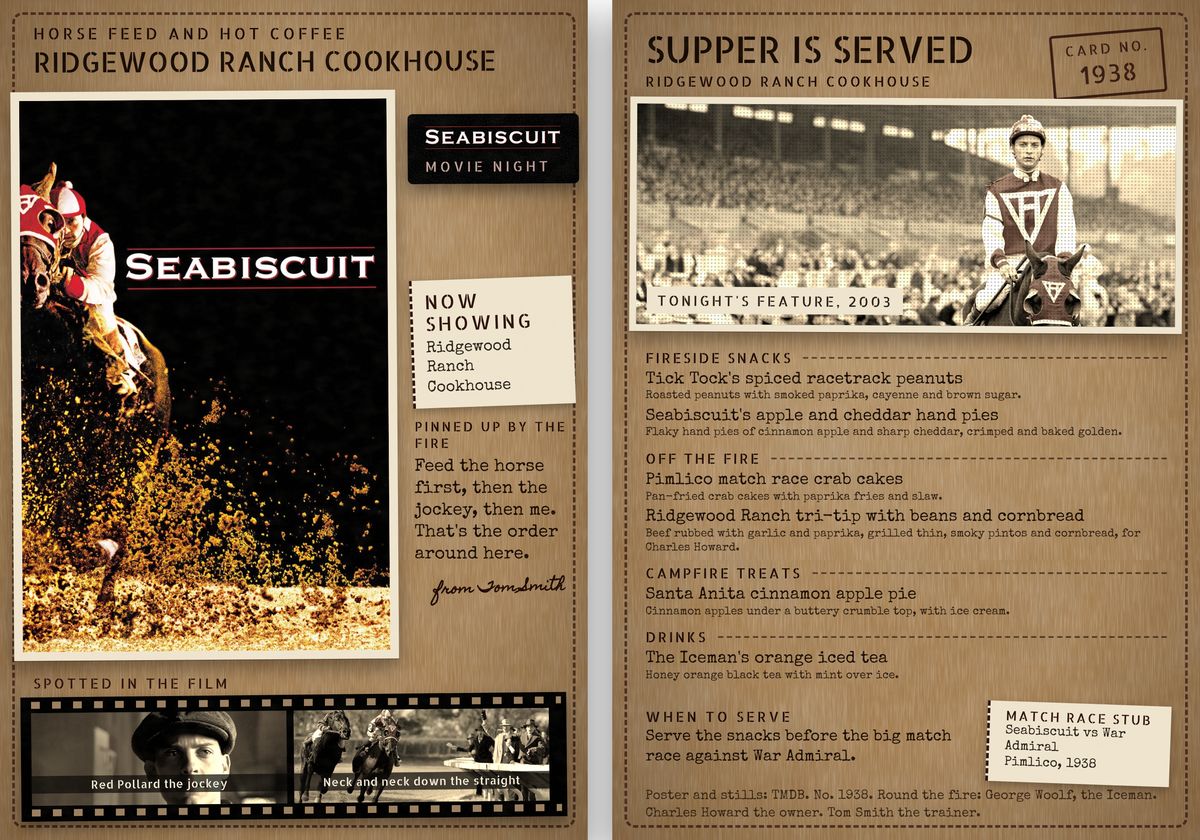 HORSE FEED AND HOT COFFEE
RIDGEWOOD RANCH COOKHOUSE
SEABISCUIT
SEABISCUIT
MOVIE NIGHT
NOW
SHOWING
Ridgewood
Ranch
Cookhouse
PINNED UP BY THE
FIRE
Feed the horse
first, then the
jockey, then me.
That's the order
around here.
from Tom Smith
SPOTTED IN THE FILM
Red Pollard the jockey
Neck and neck down the straight
SUPPER IS SERVED
RIDGEWOOD RANCH COOKHOUSE
CARD NO.
1938
TONIGHT'S FEATURE, 2003
FIRESIDE SNACKS
Tick Tock's spiced racetrack peanuts
Roasted peanuts with smoked paprika, cayenne and brown sugar.
Seabiscuit's apple and cheddar hand pies
Flaky hand pies of cinnamon apple and sharp cheddar, crimped and baked golden.
OFF THE FIRE
Pimlico match race crab cakes
Pan-fried crab cakes with paprika fries and slaw.
Ridgewood Ranch tri-tip with beans and cornbread
Beef rubbed with garlic and paprika, grilled thin, smoky pintos and cornbread, for
Charles Howard.
CAMPFIRE TREATS
Santa Anita cinnamon apple pie
Cinnamon apples under a buttery crumble top, with ice cream.
DRINKS
The Iceman's orange iced tea
Honey orange black tea with mint over ice.
WHEN TO SERVE
Serve the snacks before the big match
race against War Admiral.
MATCH RACE STUB
Seabiscuit vs War
Admiral
Pimlico, 1938
Poster and stills: TMDB. No. 1938. Round the fire: George Woolf, the Iceman.
Charles Howard the owner. Tom Smith the trainer.